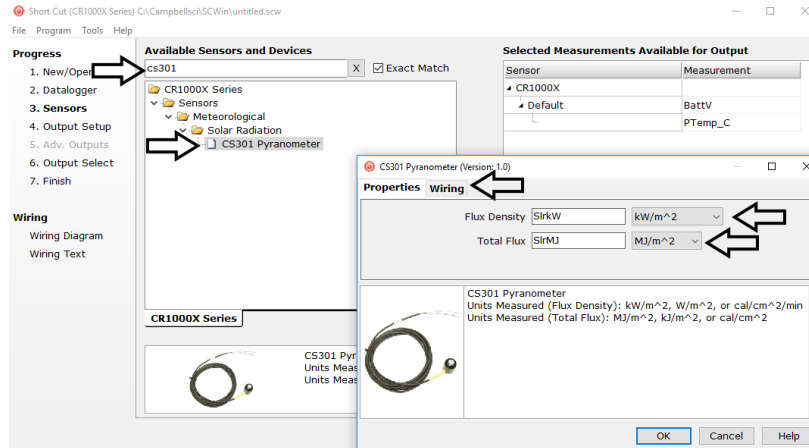 Short Cut (CR1000X Series) C:\Campbellsci\SCWin\untitled.scw
File Program Tools Help
Progress
1. New/Open
2. Datalogger
3. Sensors
4. Output Setup
5. Adv. Outputs
6. Output Select
7. Finish
Wiring
Wiring Diagram
Wiring Text
Available Sensors and Devices
cs301 X Exact Match
CR1000X Series
Sensors
Meteorological
Solar Radiation
CS301 Pyranometer
CR1000X Series
CS301 Pyr
Units Meas
Units Meas
Selected Measurements Available for Output
Sensor Measurement
CR1000X
Default BattV
PTemp_C
CS301 Pyranometer (Version: 1.0)
Properties Wiring
Flux Density SlrkW kW/m^2
Total Flux SlrMJ MJ/m^2
CS301 Pyranometer
Units Measured (Flux Density): kW/m^2, W/m^2, or cal/cm^2/min
Units Measured (Total Flux): MJ/m^2, kJ/m^2, or cal/cm^2
OK Cancel Help